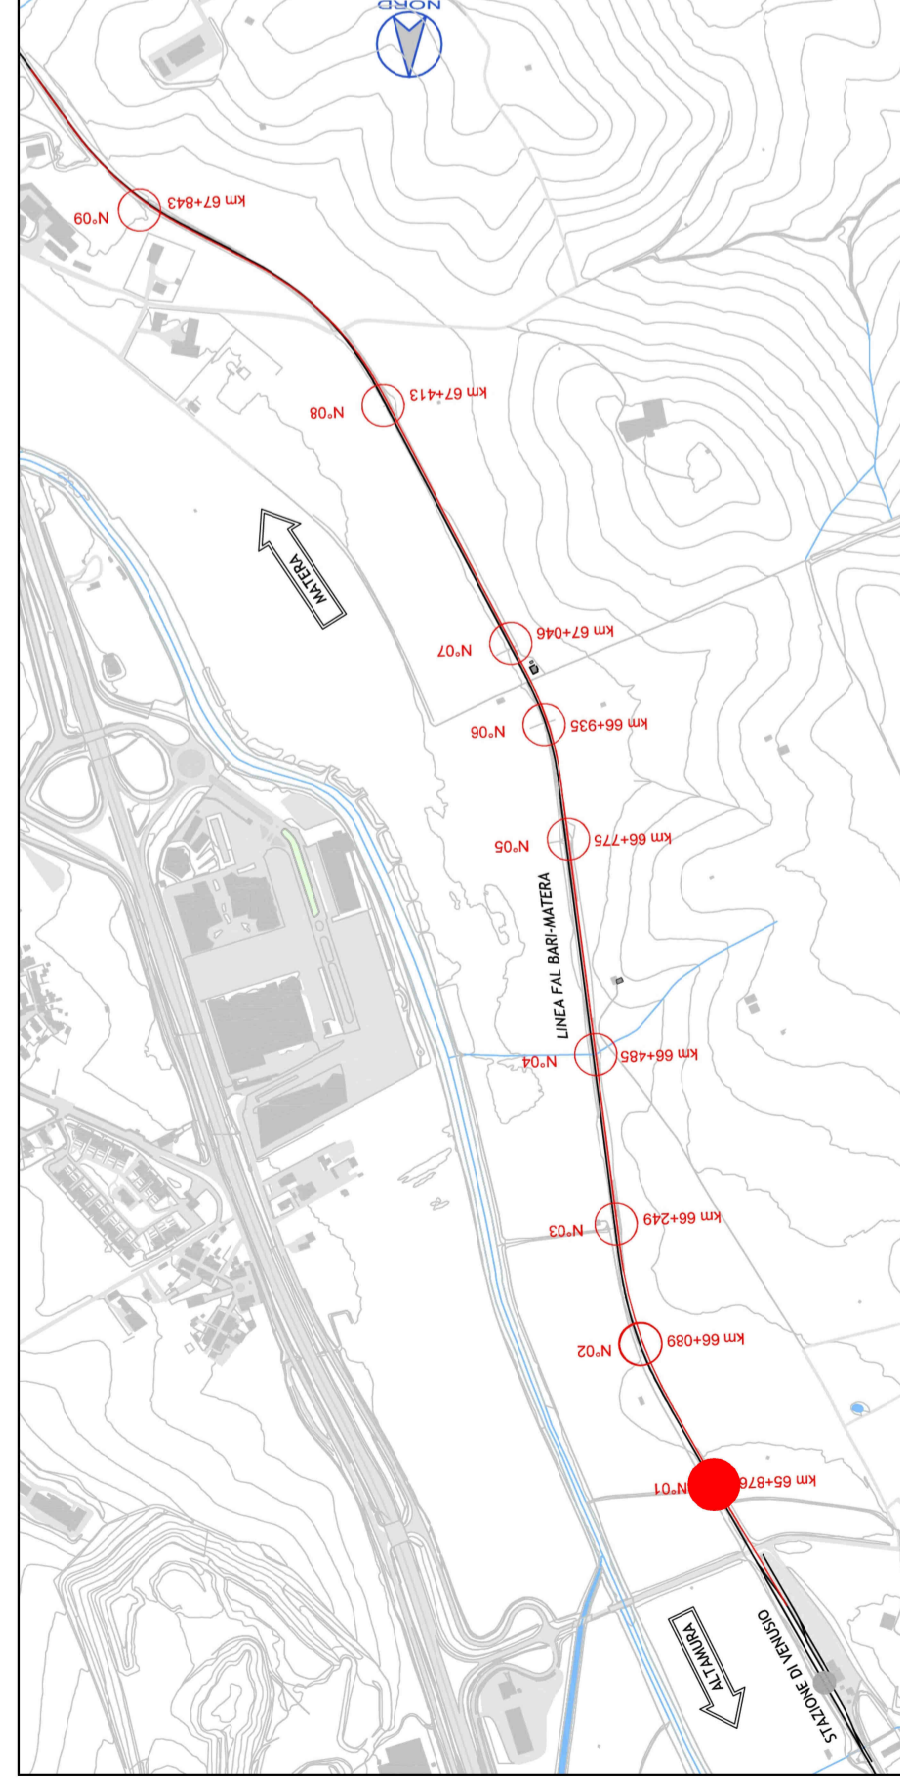 NORD
N°09
km 67+843
N°08
km 67+413
MATERA
N°07
km 67+046
N°06
km 66+935
N°05
km 66+775
LINEA FAL BARI-MATERA
N°04
km 66+485
N°03
km 66+249
N°02
km 66+089
N°01
km 65+876
ALTAMURA
STAZIONE DI VENUSIO